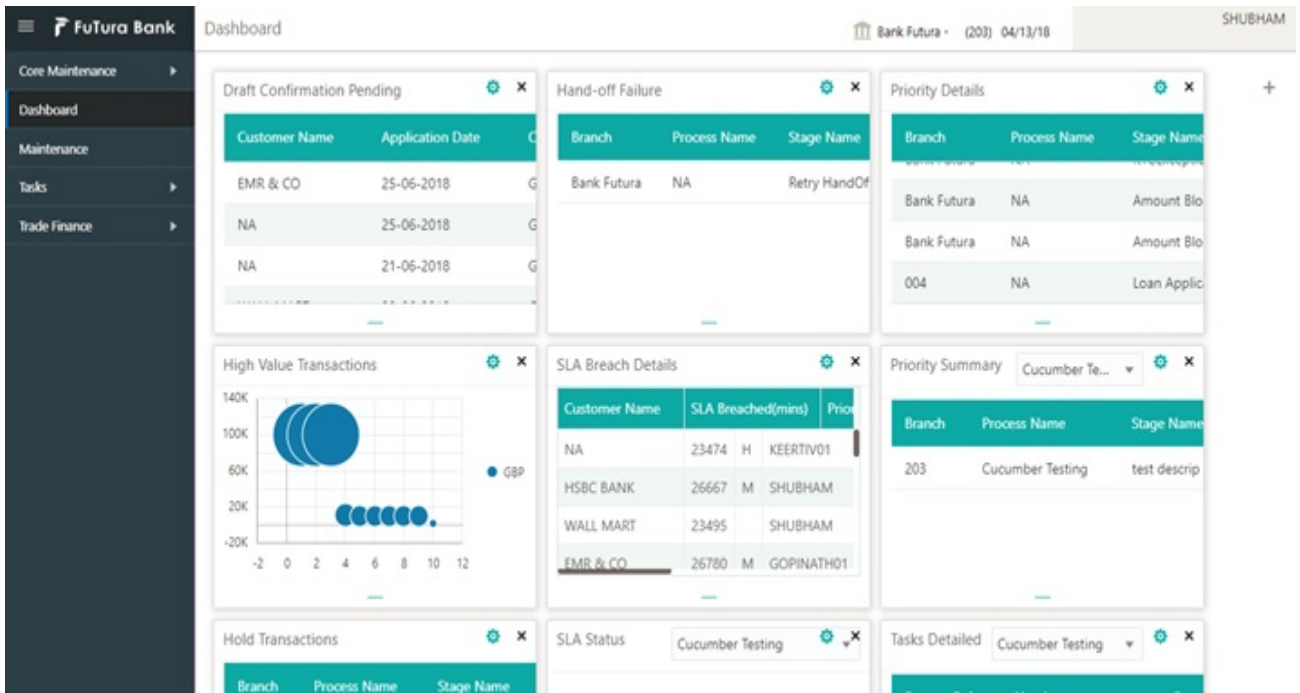 FuTura Bank
Dashboard
Bank Futura - (203) 04/13/18
SHUBHAM
Core Maintenance
Dashboard
Maintenance
Tasks
Trade Finance
Draft Confirmation Pending
Customer Name Application Date C
EMR & CO 25-06-2018 G
NA 25-06-2018 G
NA 21-06-2018 G
Hand-off Failure
Branch Process Name Stage Name
Bank Futura NA Retry HandOf
Priority Details
Branch Process Name Stage Name
Bank Futura NA Amount Blo
Bank Futura NA Amount Blo
004 NA Loan Applic
High Value Transactions
140K
100K
60K
20K
-20K
-2 0 2 4 6 8 10 12
GBP
SLA Breach Details
Customer Name SLA Breached(mins) Prior
NA 23474 H KEERTIV01
HSBC BANK 26667 M SHUBHAM
WALL MART 23495 SHUBHAM
EMR & CO 26780 M GOPINATH01
Priority Summary Cucumber Te...
Branch Process Name Stage Name
203 Cucumber Testing test descrip
Hold Transactions
Branch Process Name Stage Name
SLA Status Cucumber Testing
Tasks Detailed Cucumber Testing